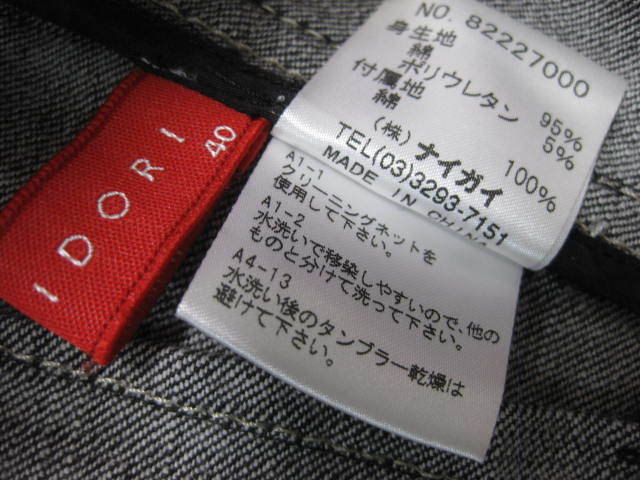 IDORI
40
NO. 82227000
身生地
綿 95%
ポリウレタン 5%
付属地
綿 100%
(株) ナイガイ
TEL(03)3293-7151
MADE IN CHINA
A1-1
クリーニングネットを
使用して下さい。
A1-2
水洗いで移染しやすいので、他の
ものと分けて洗って下さい。
A4-13
水洗い後のタンブラー乾燥は
避けて下さい。